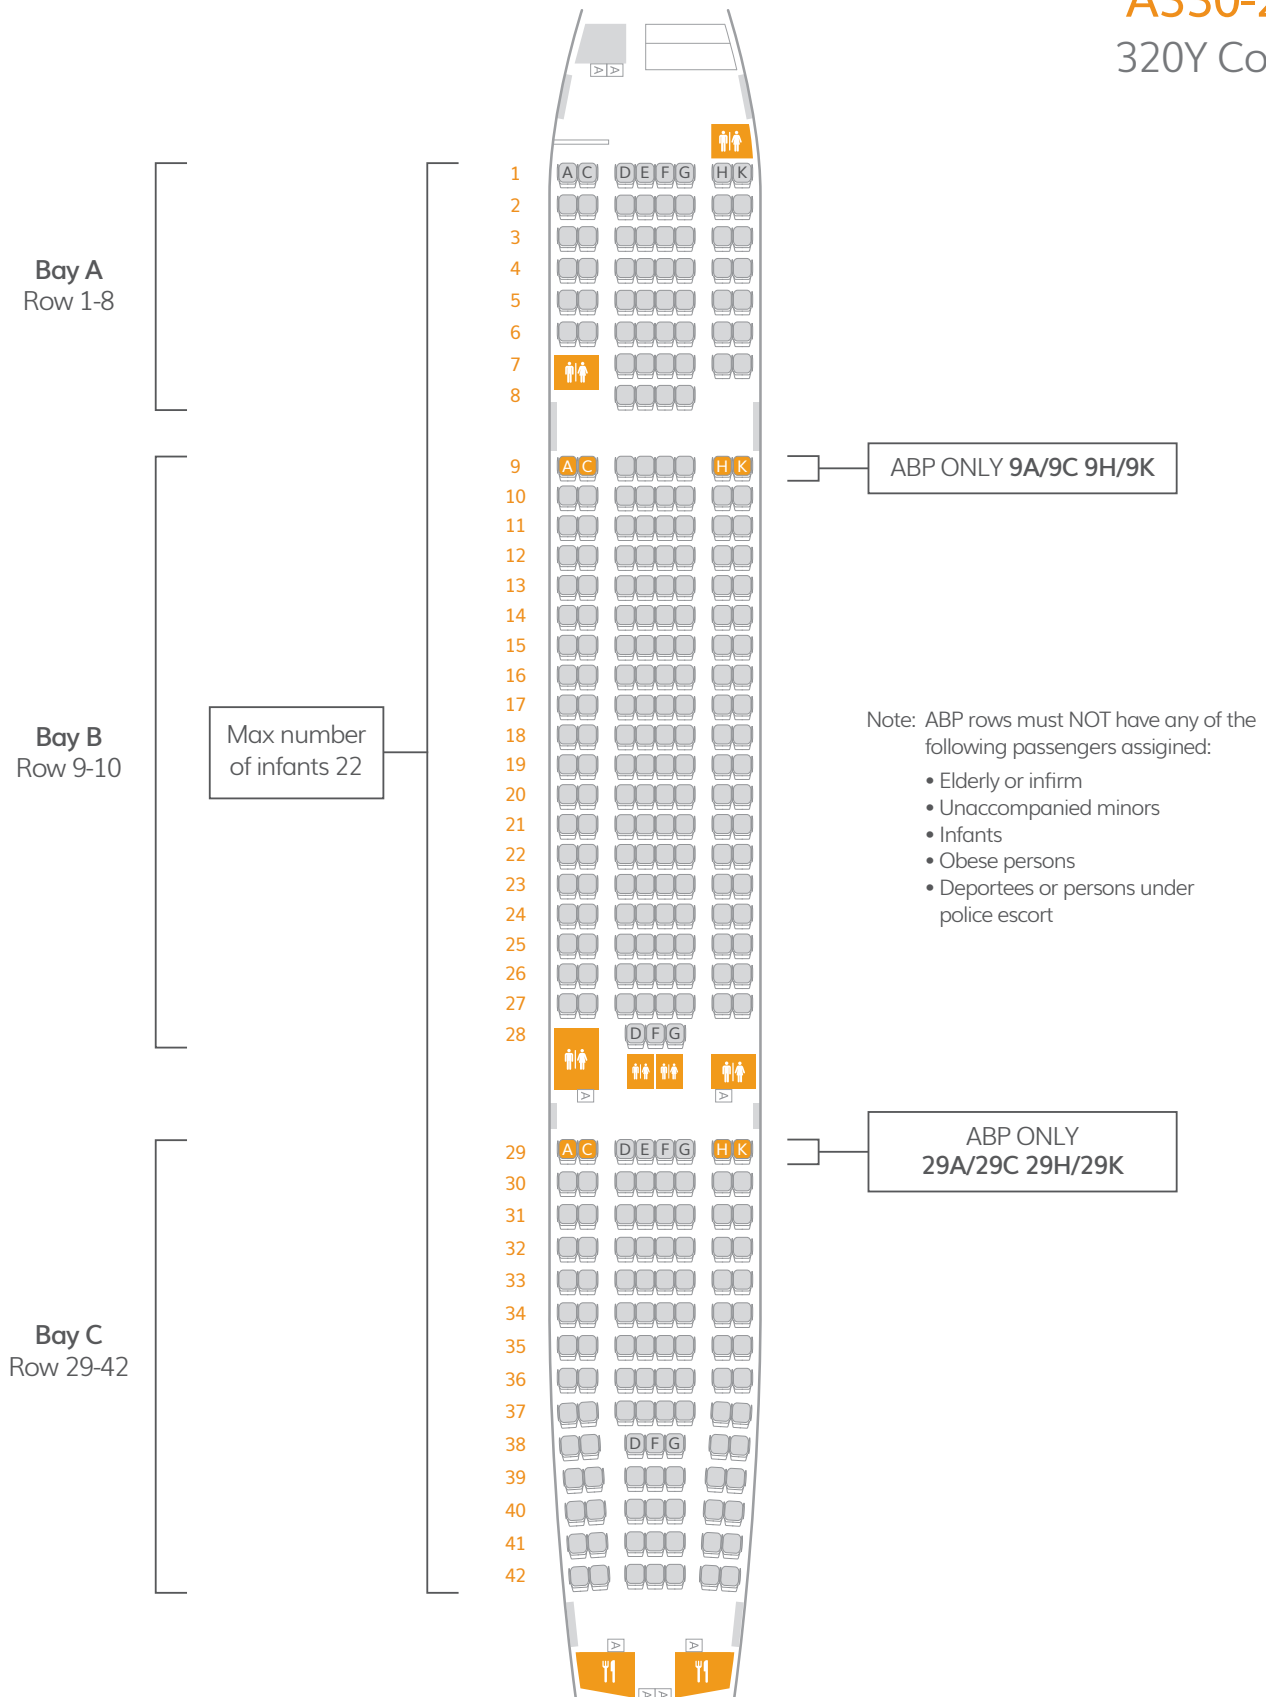 A330-2
320Y Co
A A
Bay A
Row 1-8
Bay B
Row 9-10
Bay C
Row 29-42
Max number
of infants 22
1 A C D E F G H K
2
3
4
5
6
7
8
9 A C H K
10
11
12
13
14
15
16
17
18
19
20
21
22
23
24
25
26
27
28 D F G
A A
29 A C D E F G H K
30
31
32
33
34
35
36
37
38 D F G
39
40
41
42
A A
A A
ABP ONLY 9A/9C 9H/9K
Note: ABP rows must NOT have any of the
following passengers assigined:
• Elderly or infirm
• Unaccompanied minors
• Infants
• Obese persons
• Deportees or persons under
police escort
ABP ONLY
29A/29C 29H/29K